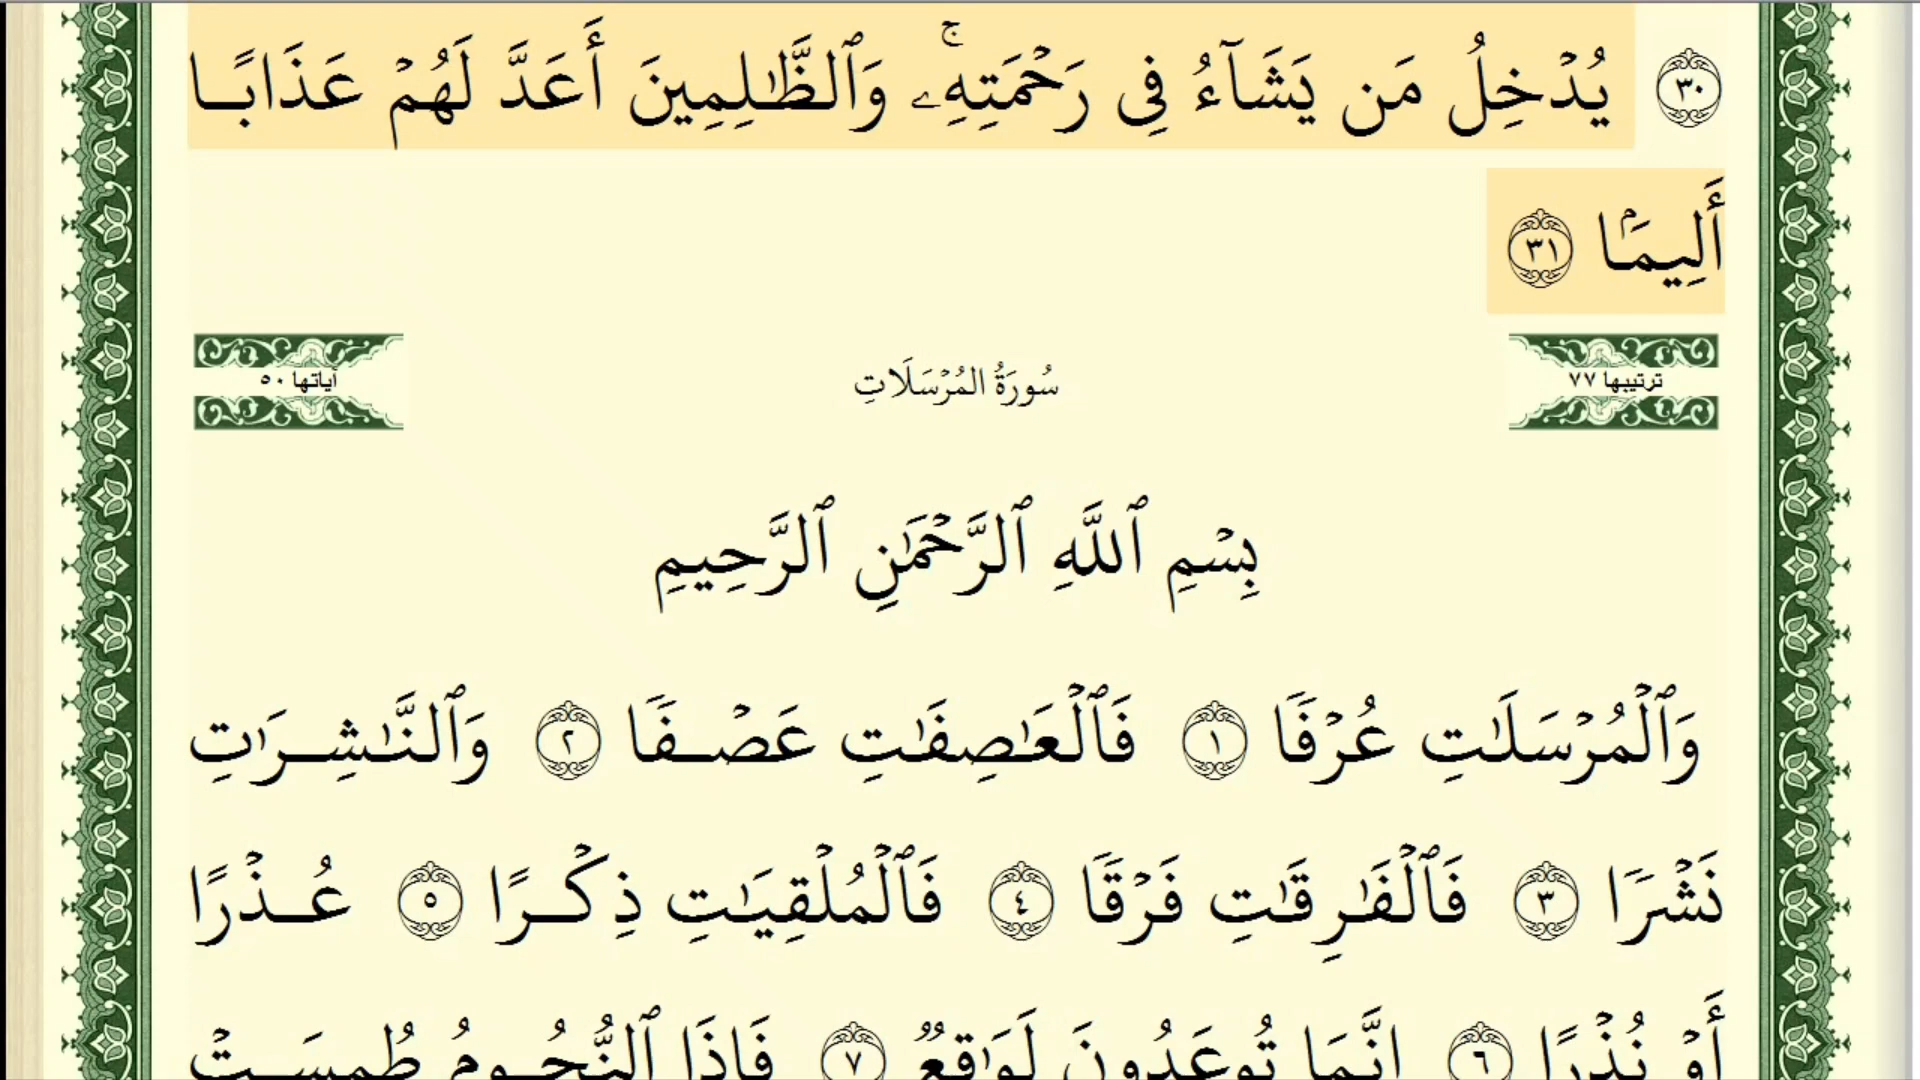 ٣٠ يُدْخِلُ مَن يَشَآءُ فِى رَحْمَتِهِۦ ۚ وَٱلظَّٰلِمِينَ أَعَدَّ لَهُمْ عَذَابًا
أَلِيمَۢا ٣١
ترتيبها ٧٧ سُورَةُ المُرْسَلَاتِ آياتها ٥٠
بِسْمِ ٱللَّهِ ٱلرَّحْمَٰنِ ٱلرَّحِيمِ
وَٱلْمُرْسَلَٰتِ عُرْفًا ١ فَٱلْعَٰصِفَٰتِ عَصْفًا ٢ وَٱلنَّٰشِرَٰتِ
نَشْرًا ٣ فَٱلْفَٰرِقَٰتِ فَرْقًا ٤ فَٱلْمُلْقِيَٰتِ ذِكْرًا ٥ عُذْرًا
أَوْ نُذْرًا ٦ إِنَّمَا تُوعَدُونَ لَوَٰقِعٌ ٧ فَإِذَا ٱلنُّجُومُ طُمِسَتْ